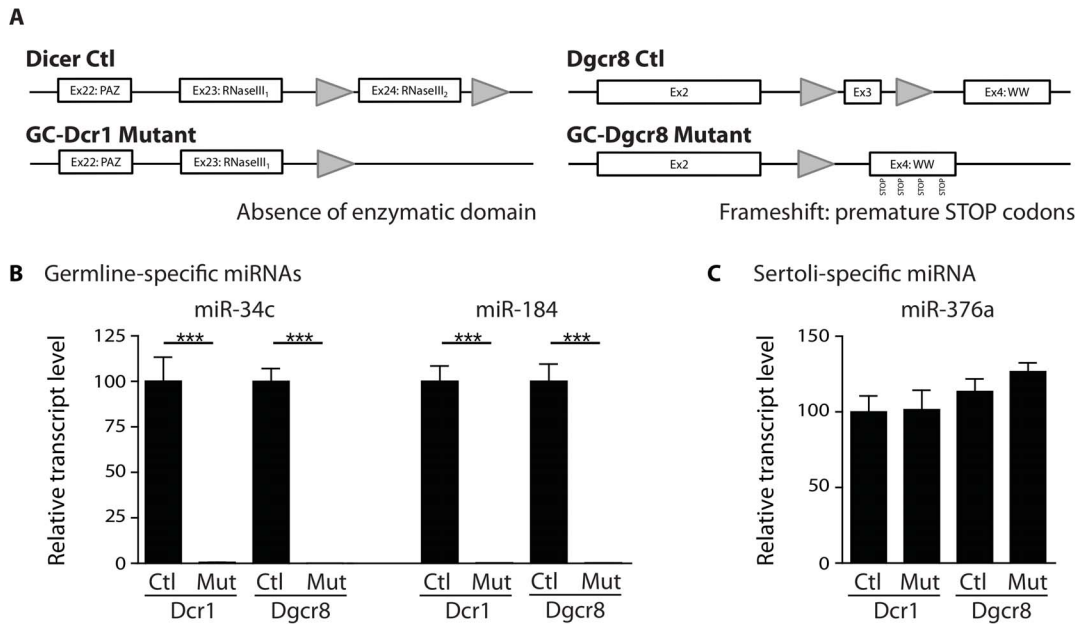 A
Dicer Ctl
Ex22: PAZ
Ex23: RNaseIII₁
Ex24: RNaseIII₂
GC-Dcr1 Mutant
Ex22: PAZ
Ex23: RNaseIII₁
Absence of enzymatic domain
Dgcr8 Ctl
Ex2
Ex3
Ex4: WW
GC-Dgcr8 Mutant
Ex2
Ex4: WW
STOP
STOP
STOP
STOP
Frameshift: premature STOP codons
B Germline-specific miRNAs
miR-34c
miR-184
Relative transcript level
125
100
75
50
25
0
***
***
***
***
Ctl Mut Ctl Mut Ctl Mut Ctl Mut
Dcr1 Dgcr8 Dcr1 Dgcr8
C Sertoli-specific miRNA
miR-376a
Relative transcript level
150
100
50
0
Ctl Mut Ctl Mut
Dcr1 Dgcr8